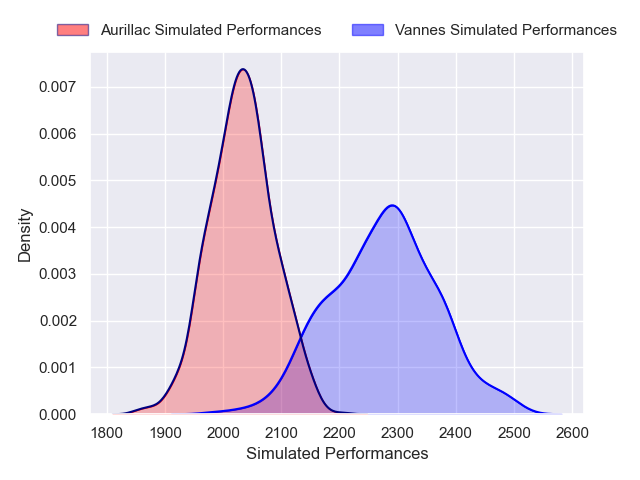 Aurillac Simulated Performances Vannes Simulated Performances
0.007
0.006
0.005
0.004
0.003
0.002
0.001
0.000
Density
1800 1900 2000 2100 2200 2300 2400 2500 2600
Simulated Performances